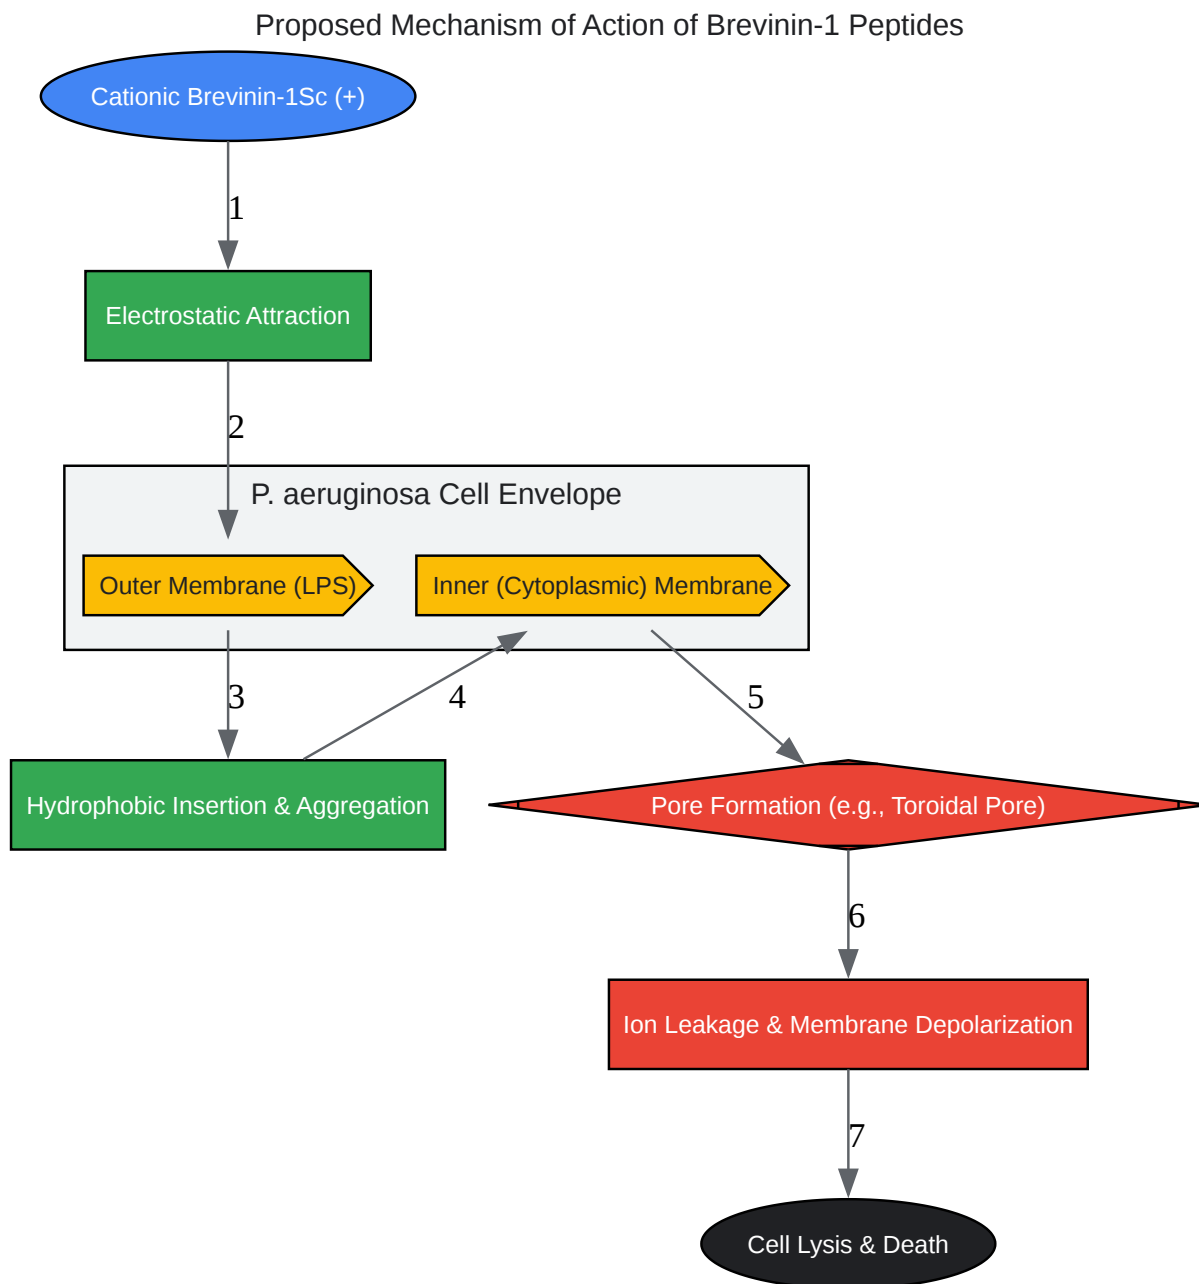 Proposed Mechanism of Action of Brevinin-1 Peptides
Cationic Brevinin-1Sc (+)
1
Electrostatic Attraction
2
P. aeruginosa Cell Envelope
Outer Membrane (LPS)
Inner (Cytoplasmic) Membrane
3
4
5
Hydrophobic Insertion & Aggregation
Pore Formation (e.g., Toroidal Pore)
6
Ion Leakage & Membrane Depolarization
7
Cell Lysis & Death